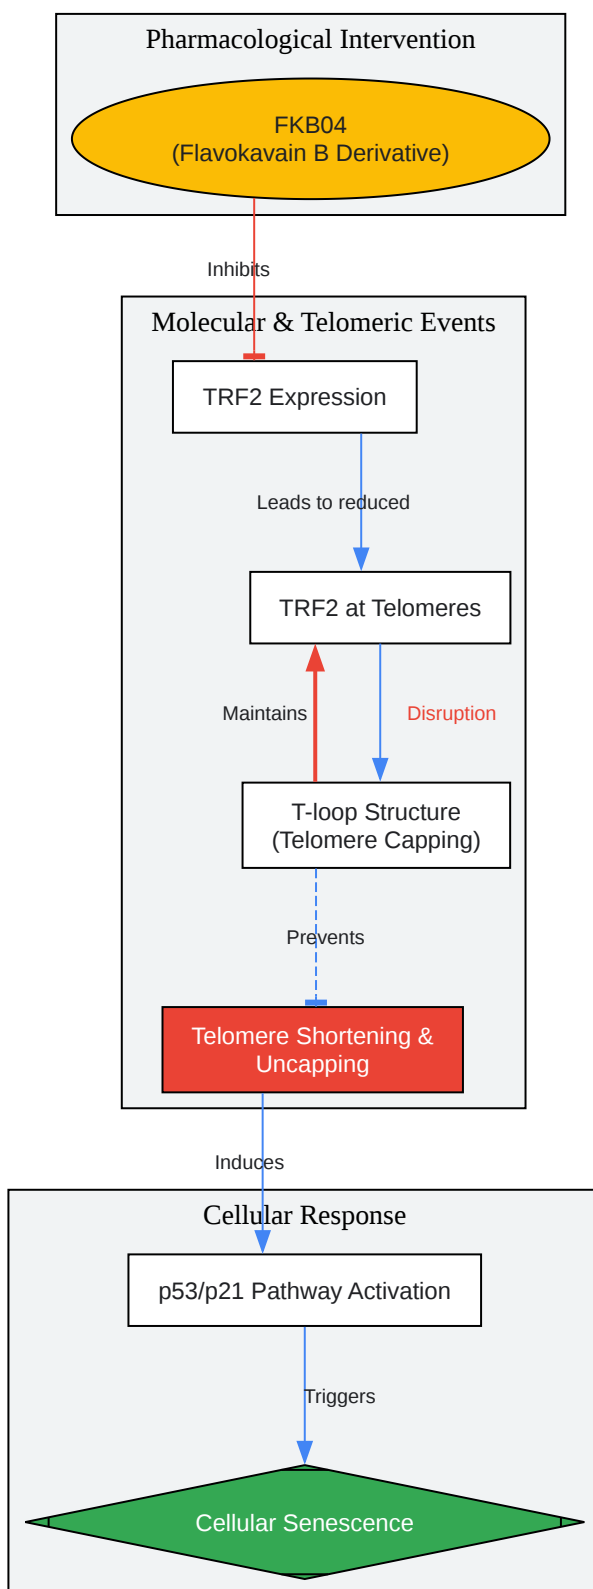 Pharmacological Intervention
FKB04
(Flavokavain B Derivative)
Inhibits
Molecular & Telomeric Events
TRF2 Expression
Leads to reduced
TRF2 at Telomeres
Maintains
Disruption
T-loop Structure
(Telomere Capping)
Prevents
Telomere Shortening &
Uncapping
Induces
Cellular Response
p53/p21 Pathway Activation
Triggers
Cellular Senescence